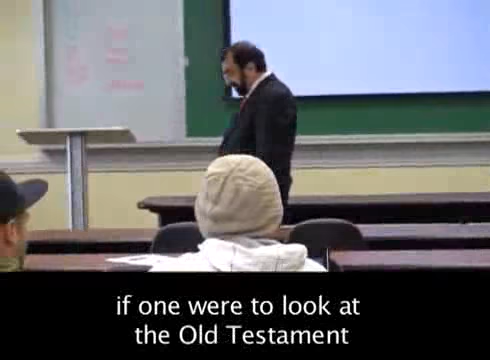 if one were to look at
the Old Testament